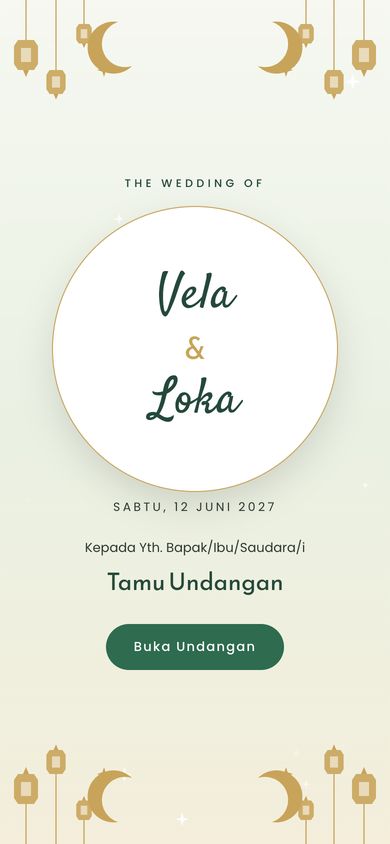 THE WEDDING OF
Vela
&
Loka
SABTU, 12 JUNI 2027
Kepada Yth. Bapak/Ibu/Saudara/i
Tamu Undangan
Buka Undangan